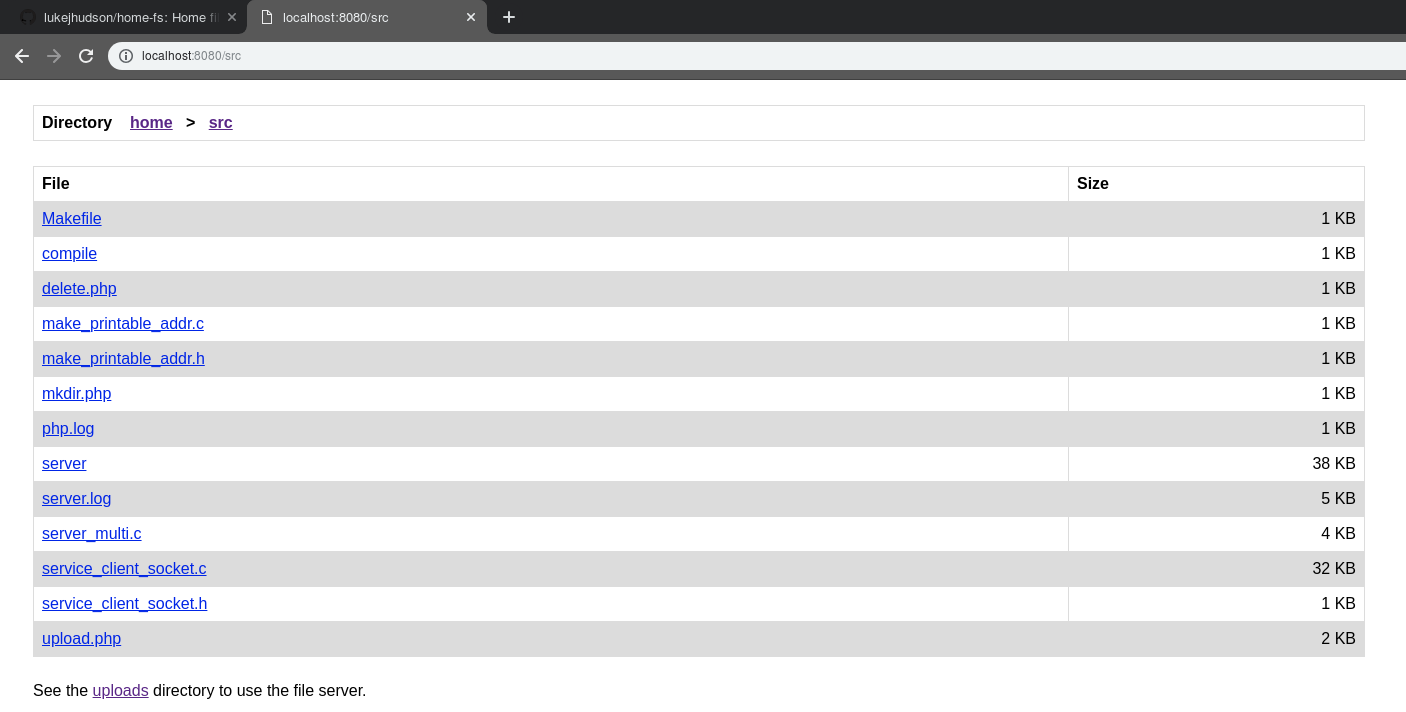 lukejhudson/home-fs: Home fil
localhost:8080/src
localhost:8080/src
Directory home > src
File Size
Makefile 1 KB
compile 1 KB
delete.php 1 KB
make_printable_addr.c 1 KB
make_printable_addr.h 1 KB
mkdir.php 1 KB
php.log 1 KB
server 38 KB
server.log 5 KB
server_multi.c 4 KB
service_client_socket.c 32 KB
service_client_socket.h 1 KB
upload.php 2 KB
See the uploads directory to use the file server.